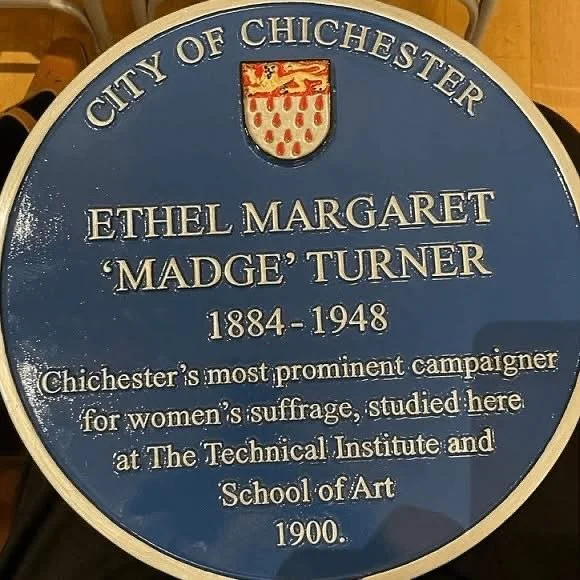 CITY OF CHICHESTER
ETHEL MARGARET
‘MADGE’ TURNER
1884-1948
Chichester’s most prominent campaigner
for women’s suffrage, studied here
at The Technical Institute and
School of Art
1900.